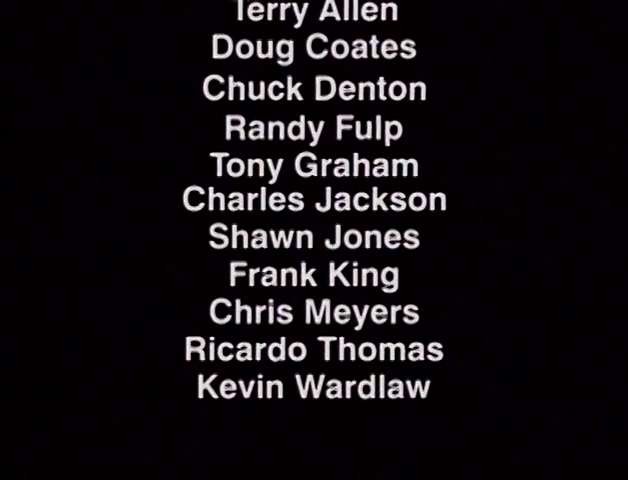 Terry Allen
Doug Coates
Chuck Denton
Randy Fulp
Tony Graham
Charles Jackson
Shawn Jones
Frank King
Chris Meyers
Ricardo Thomas
Kevin Wardlaw